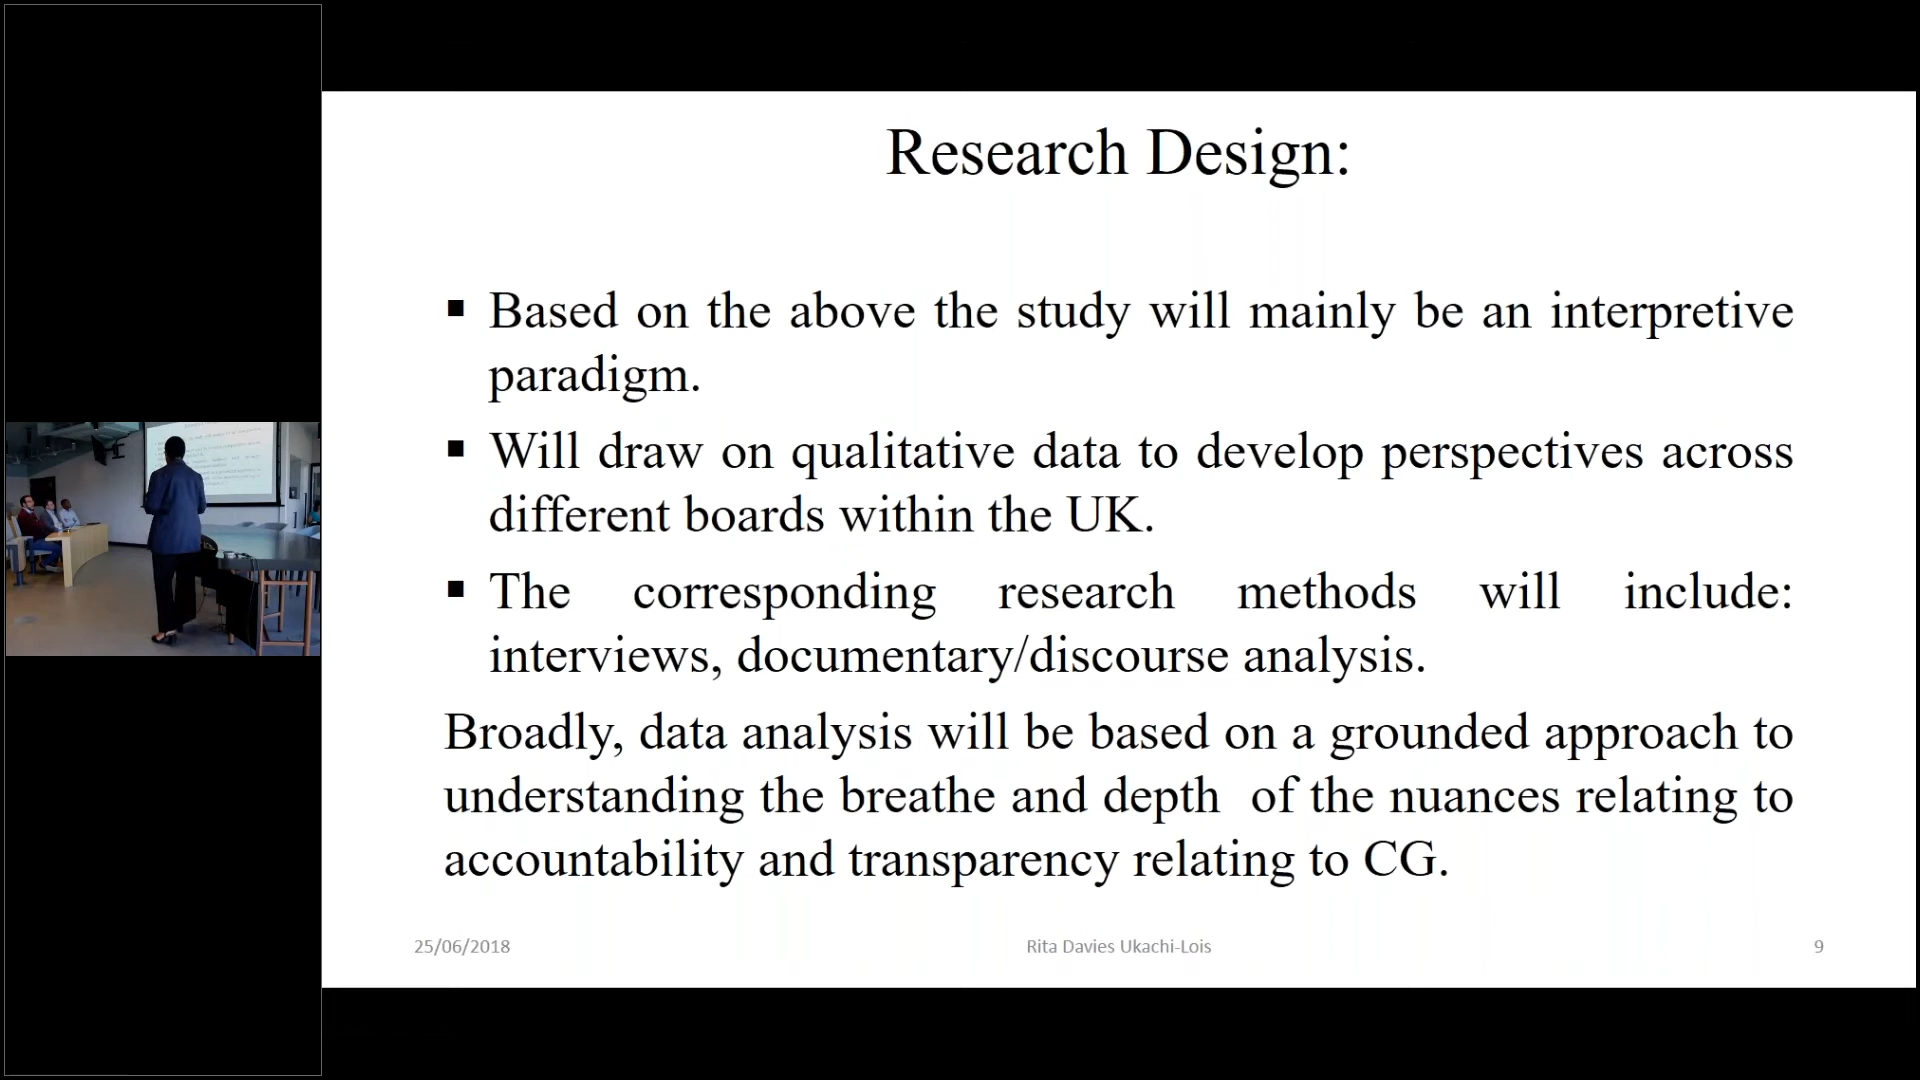 Research Design:
▪ Based on the above the study will mainly be an interpretive
paradigm.
▪ Will draw on qualitative data to develop perspectives across
different boards within the UK.
▪ The corresponding research methods will include:
interviews, documentary/discourse analysis.
Broadly, data analysis will be based on a grounded approach to
understanding the breathe and depth of the nuances relating to
accountability and transparency relating to CG.
25/06/2018
Rita Davies Ukachi-Lois
9